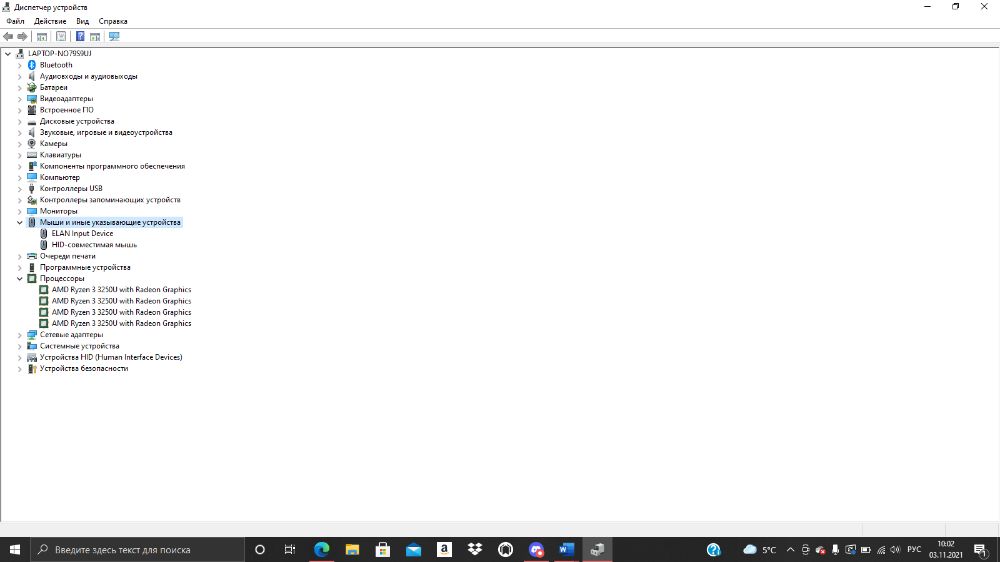 Диспетчер устройств
Файл Действие Вид Справка
LAPTOP-NO79S9UJ
Bluetooth
Аудиовходы и аудиовыходы
Батареи
Видеоадаптеры
Встроенное ПО
Дисковые устройства
Звуковые, игровые и видеоустройства
Камеры
Клавиатуры
Компоненты программного обеспечения
Компьютер
Контроллеры USB
Контроллеры запоминающих устройств
Мониторы
Мыши и иные указывающие устройства
ELAN Input Device
HID-совместимая мышь
Очереди печати
Программные устройства
Процессоры
AMD Ryzen 3 3250U with Radeon Graphics
AMD Ryzen 3 3250U with Radeon Graphics
AMD Ryzen 3 3250U with Radeon Graphics
AMD Ryzen 3 3250U with Radeon Graphics
Сетевые адаптеры
Системные устройства
Устройства HID (Human Interface Devices)
Устройства безопасности
Введите здесь текст для поиска
5°C
РУС
10:02
03.11.2021
1